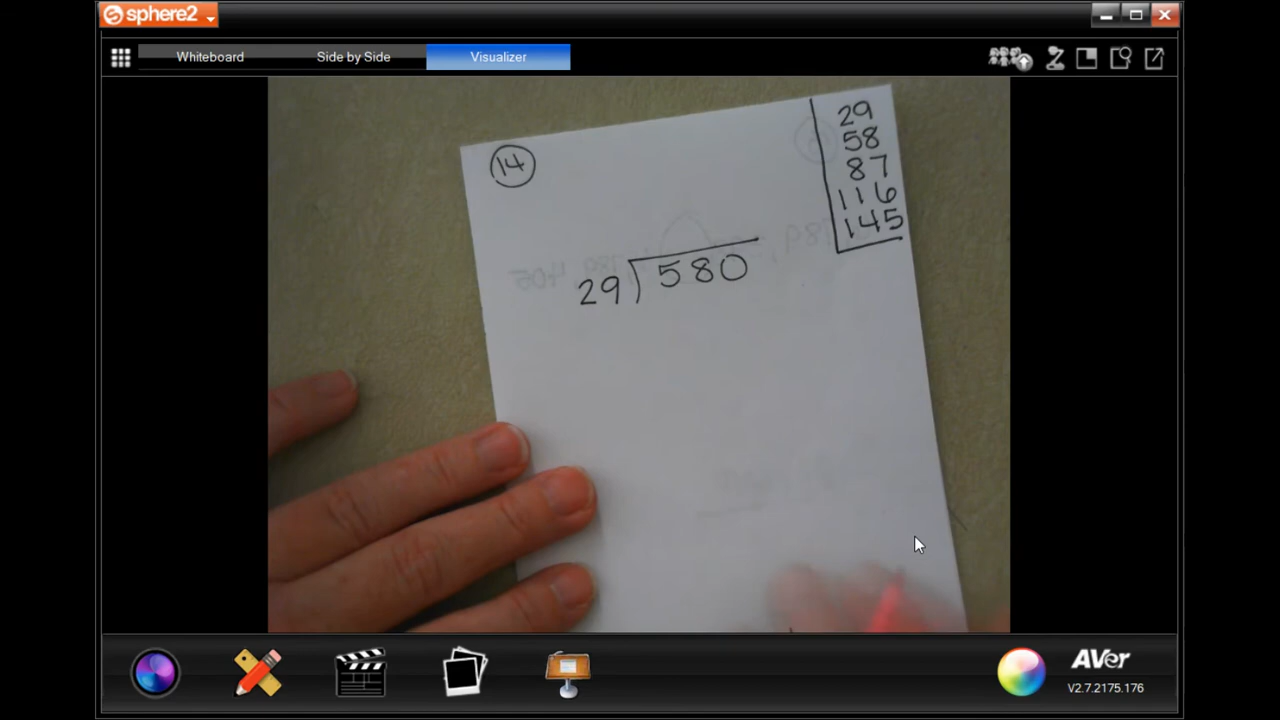 sphere2
Whiteboard
Side by Side
Visualizer
14
29
58
87
116
145
29 580
AVer
V2.7.2175.176